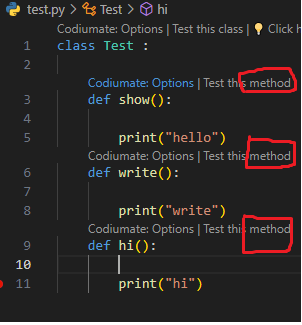 test.py > Test > hi
Codiumate: Options | Test this class | 💡 Click h
1 class Test :
2
Codiumate: Options | Test this method
3 def show():
4
5 print("hello")
Codiumate: Options | Test this method
6 def write():
7
8 print("write")
Codiumate: Options | Test this method
9 def hi():
10
11 print("hi")